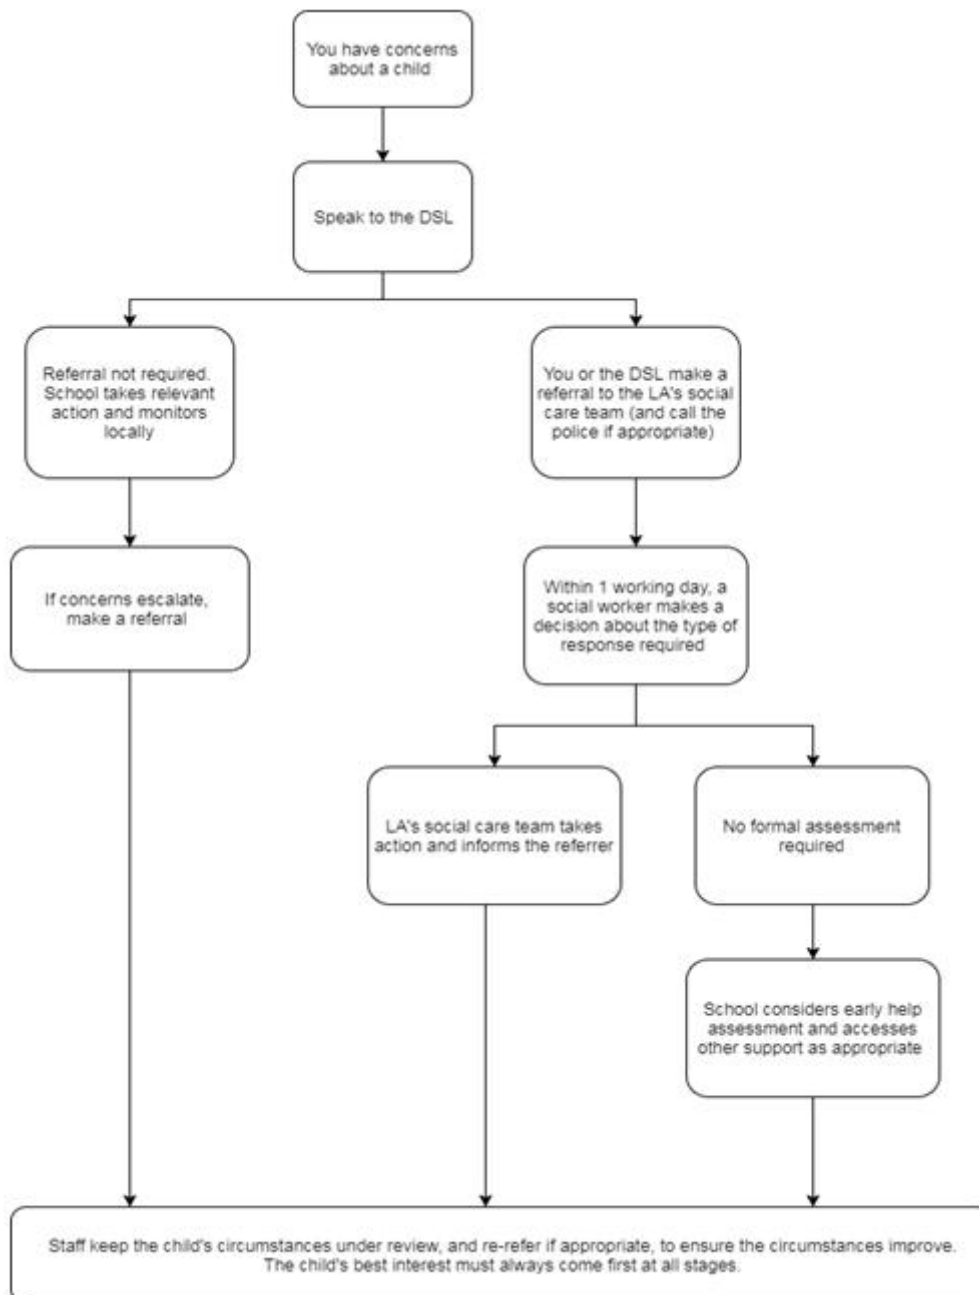 You have concerns
about a child
Speak to the DSL
Referral not required.
School takes relevant
action and monitors
locally
You or the DSL make a
referral to the LA's social
care team (and call the
police if appropriate)
If concerns escalate,
make a referral
Within 1 working day, a
social worker makes a
decision about the type of
response required
LA's social care team takes
action and informs the referrer
No formal assessment
required
School considers early help
assessment and accesses
other support as appropriate
Staff keep the child's circumstances under review, and re-refer if appropriate, to ensure the circumstances improve.
The child's best interest must always come first at all stages.